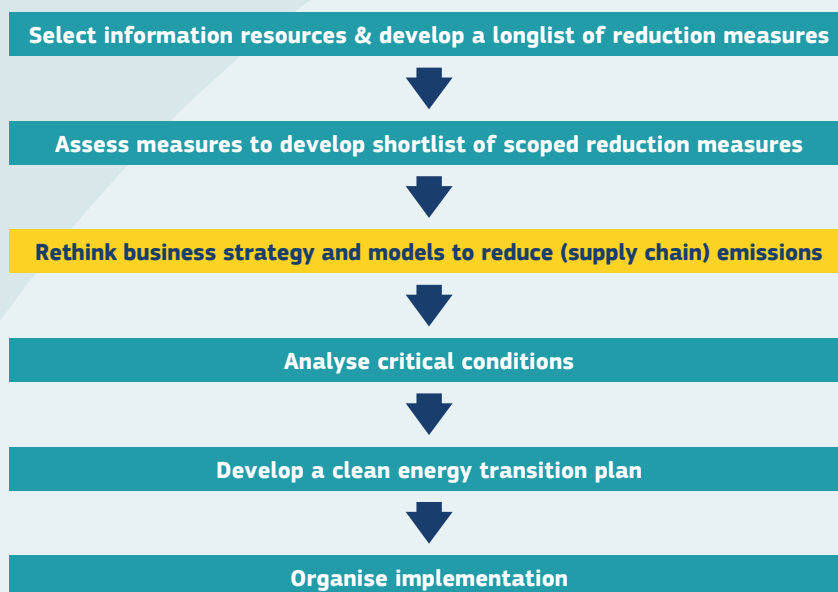 Select information resources & develop a longlist of reduction measures
Assess measures to develop shortlist of scoped reduction measures
Rethink business strategy and models to reduce (supply chain) emissions
Analyse critical conditions
Develop a clean energy transition plan
Organise implementation